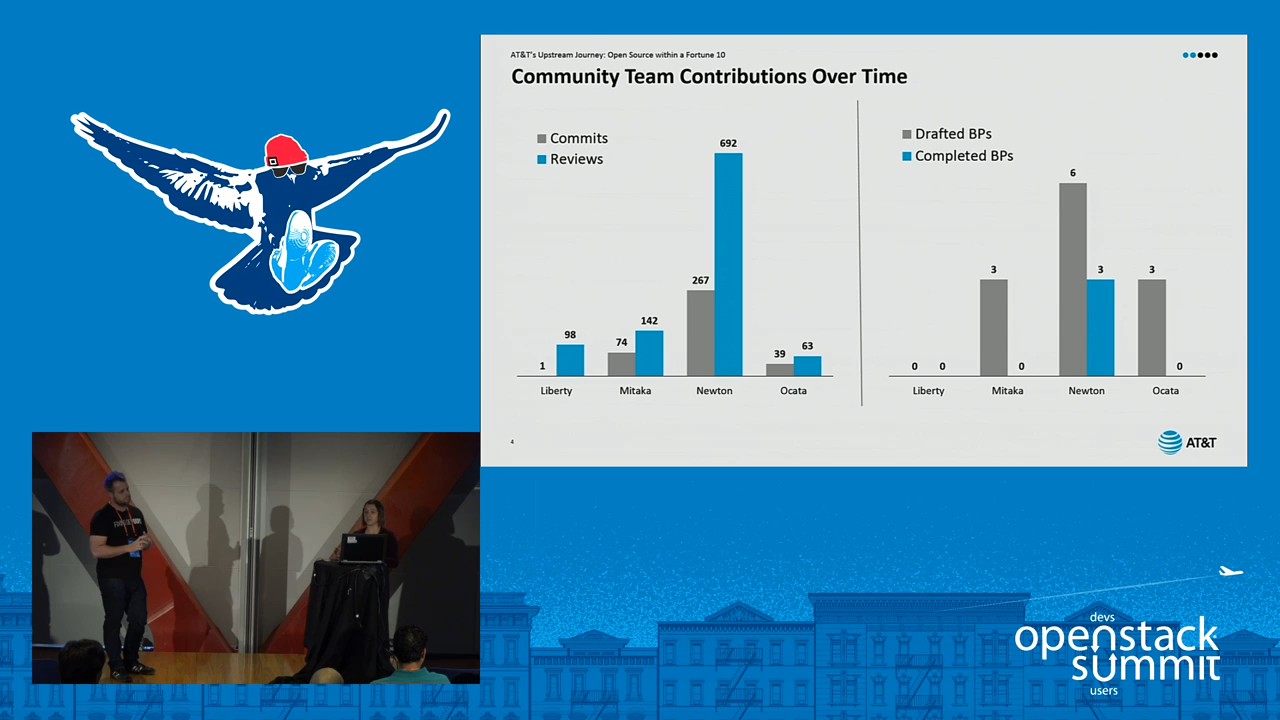 AT&T's Upstream Journey: Open Source within a Fortune 10
Community Team Contributions Over Time
Commits
Reviews
692
267
142
98
74
63
39
1
Liberty
Mitaka
Newton
Ocata
Drafted BPs
Completed BPs
6
3
3
3
0
0
0
0
Liberty
Mitaka
Newton
Ocata
4
AT&T
devs
openstack
summit
users